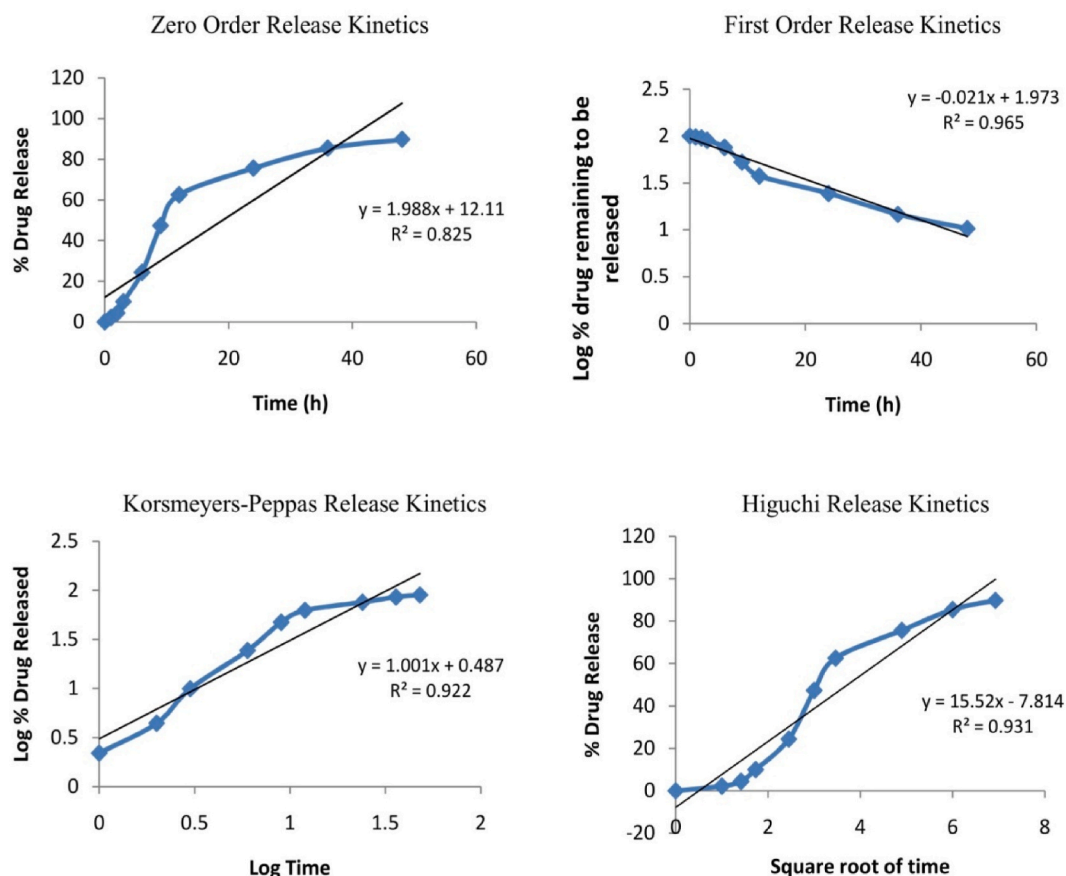 Zero Order Release Kinetics
% Drug Release
120
100
80
60
40
20
0
y = 1.988x + 12.11
R² = 0.825
0 20 40 60
Time (h)
First Order Release Kinetics
Log % drug remaining to be
released
2.5
2
1.5
1
0.5
0
y = -0.021x + 1.973
R² = 0.965
0 20 40 60
Time (h)
Korsmeyers-Peppas Release Kinetics
Log % Drug Released
2.5
2
1.5
1
0.5
0
y = 1.001x + 0.487
R² = 0.922
0 0.5 1 1.5 2
Log Time
Higuchi Release Kinetics
% Drug Release
120
100
80
60
40
20
0
-20
y = 15.52x - 7.814
R² = 0.931
0 2 4 6 8
Square root of time